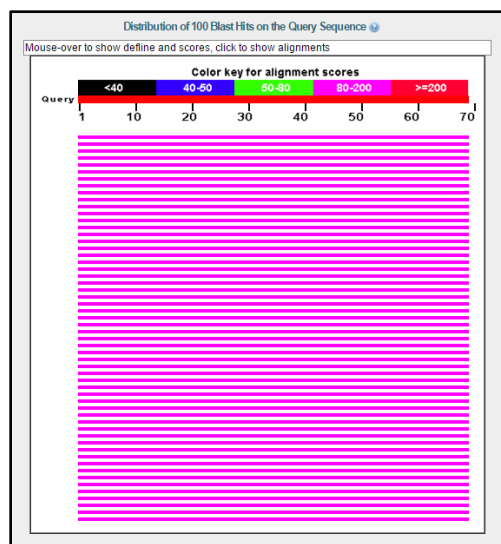 Distribution of 100 Blast Hits on the Query Sequence
Mouse-over to show defline and scores, click to show alignments
Color key for alignment scores
<40 40-50 50-80 80-200 >=200
Query
1 10 20 30 40 50 60 70